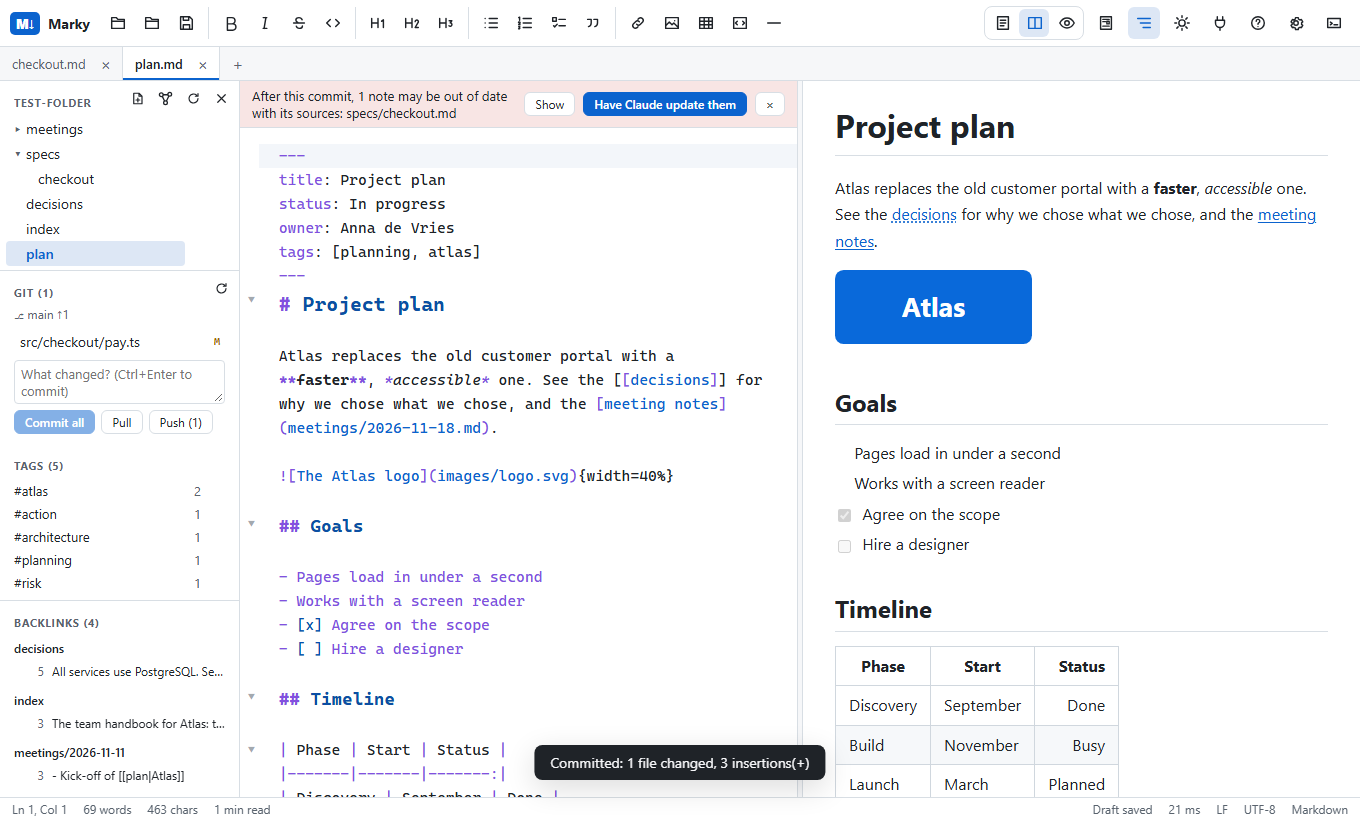 M↓ Marky B I S <> H1 H2 H3
checkout.md × plan.md × +
TEST-FOLDER
meetings
specs
checkout
decisions
index
plan
GIT (1)
main ↑1
src/checkout/pay.ts M
What changed? (Ctrl+Enter to
commit)
Commit all Pull Push (1)
TAGS (5)
#atlas 2
#action 1
#architecture 1
#planning 1
#risk 1
BACKLINKS (4)
decisions
5 All services use PostgreSQL. Se...
index
3 The team handbook for Atlas: t...
meetings/2026-11-11
3 - Kick-off of [[plan|Atlas]]
After this commit, 1 note may be out of date
with its sources: specs/checkout.md
Show Have Claude update them ×
---
title: Project plan
status: In progress
owner: Anna de Vries
tags: [planning, atlas]
---
# Project plan
Atlas replaces the old customer portal with a
**faster**, *accessible* one. See the [[decisions]] for
why we chose what we chose, and the [meeting notes]
(meetings/2026-11-18.md).
![The Atlas logo](images/logo.svg){width=40%}
## Goals
- Pages load in under a second
- Works with a screen reader
- [x] Agree on the scope
- [ ] Hire a designer
## Timeline
| Phase | Start | Status |
|-------|-------|-------:|
| Discovery | September | Done |
Committed: 1 file changed, 3 insertions(+)
Project plan
Atlas replaces the old customer portal with a faster, accessible one.
See the decisions for why we chose what we chose, and the meeting
notes.
Atlas
Goals
Pages load in under a second
Works with a screen reader
Agree on the scope
Hire a designer
Timeline
Phase Start Status
Discovery September Done
Build November Busy
Launch March Planned
Ln 1, Col 1 69 words 463 chars 1 min read Draft saved 21 ms LF UTF-8 Markdown